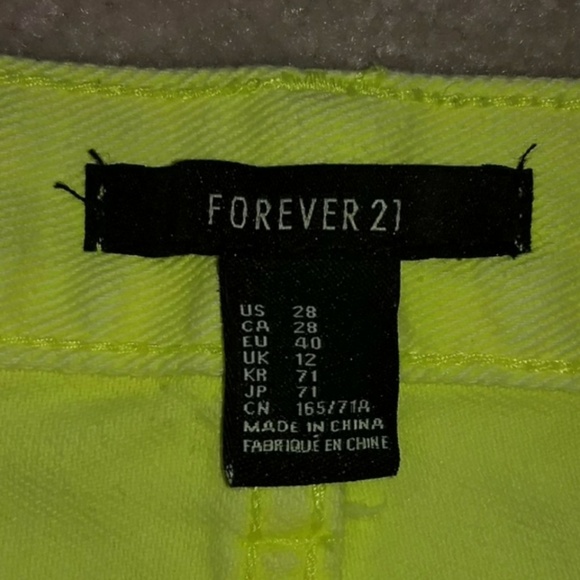 FOREVER 21
US 28
CA 28
EU 40
UK 12
KR 71
JP 71
CN 165/71A
MADE IN CHINA
FABRIQUÉ EN CHINE